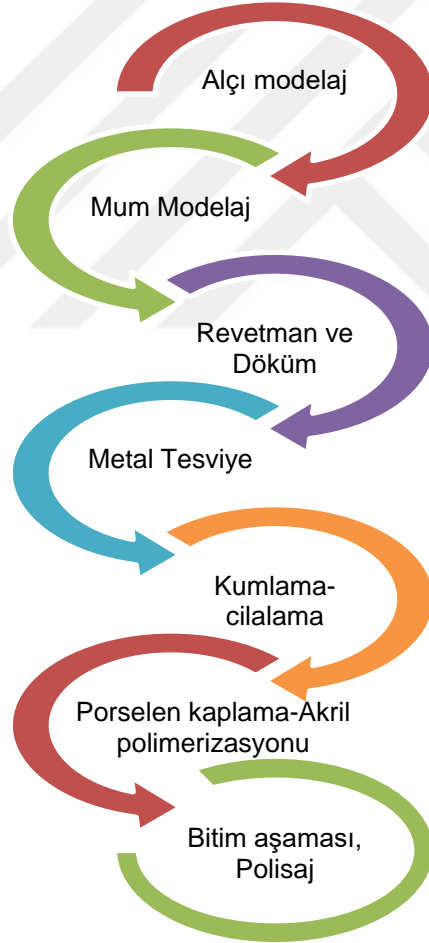 Alçı modelaj
Mum Modelaj
Revetman ve
Döküm
Metal Tesviye
Kumlama-
cilalama
Porselen kaplama-Akril
polimerizasyonu
Bitim aşaması,
Polisaj